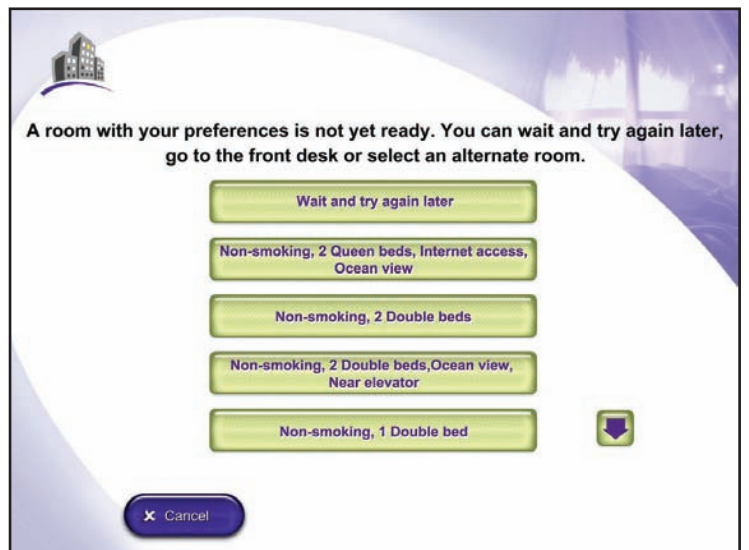 A room with your preferences is not yet ready. You can wait and try again later,
go to the front desk or select an alternate room.
Wait and try again later
Non-smoking, 2 Queen beds, Internet access,
Ocean view
Non-smoking, 2 Double beds
Non-smoking, 2 Double beds,Ocean view,
Near elevator
Non-smoking, 1 Double bed
x Cancel